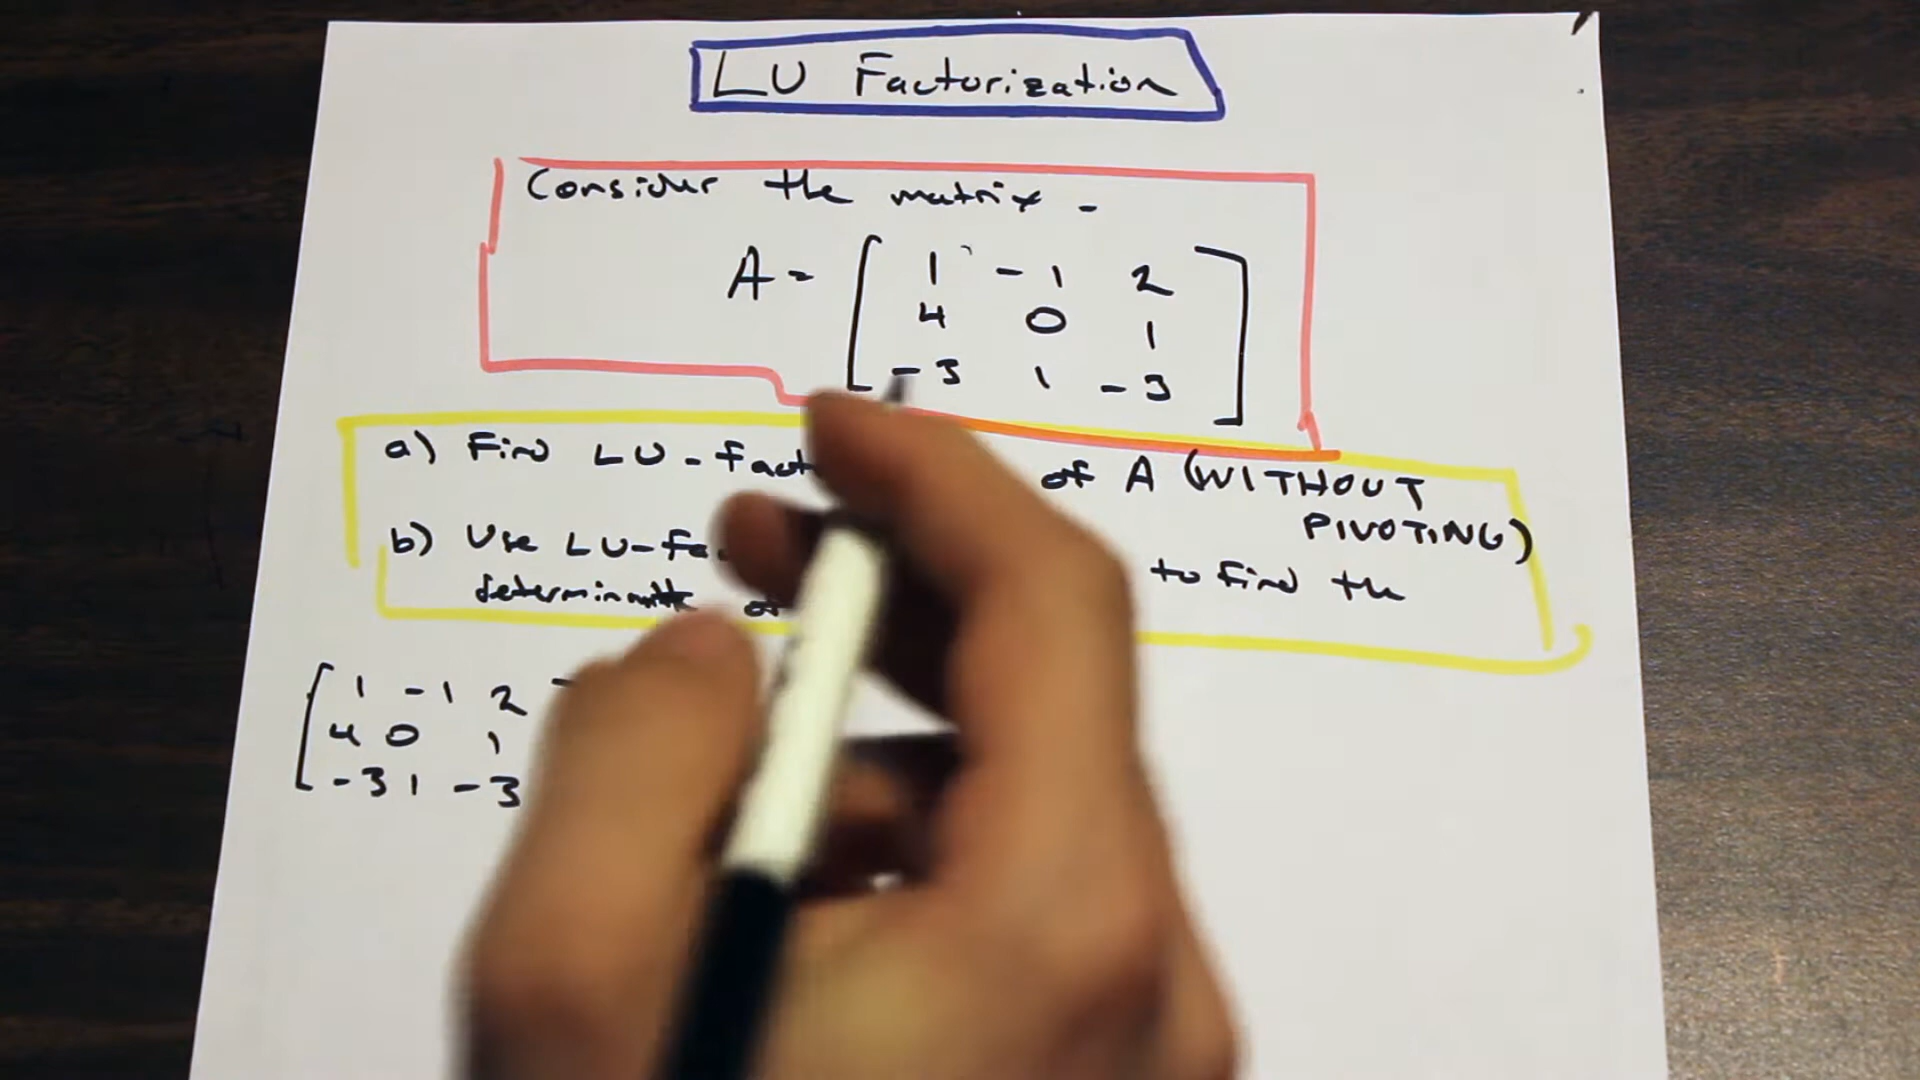 LU Factorization
Consider the matrix -
A = [ 1 -1 2
4 0 1
-3 1 -3 ]
a) Find LU-fact of A (WITHOUT
PIVOTING)
b) Use LU-fa to find the
of
[ 1 -1 2
4 0 1
-3 1 -3